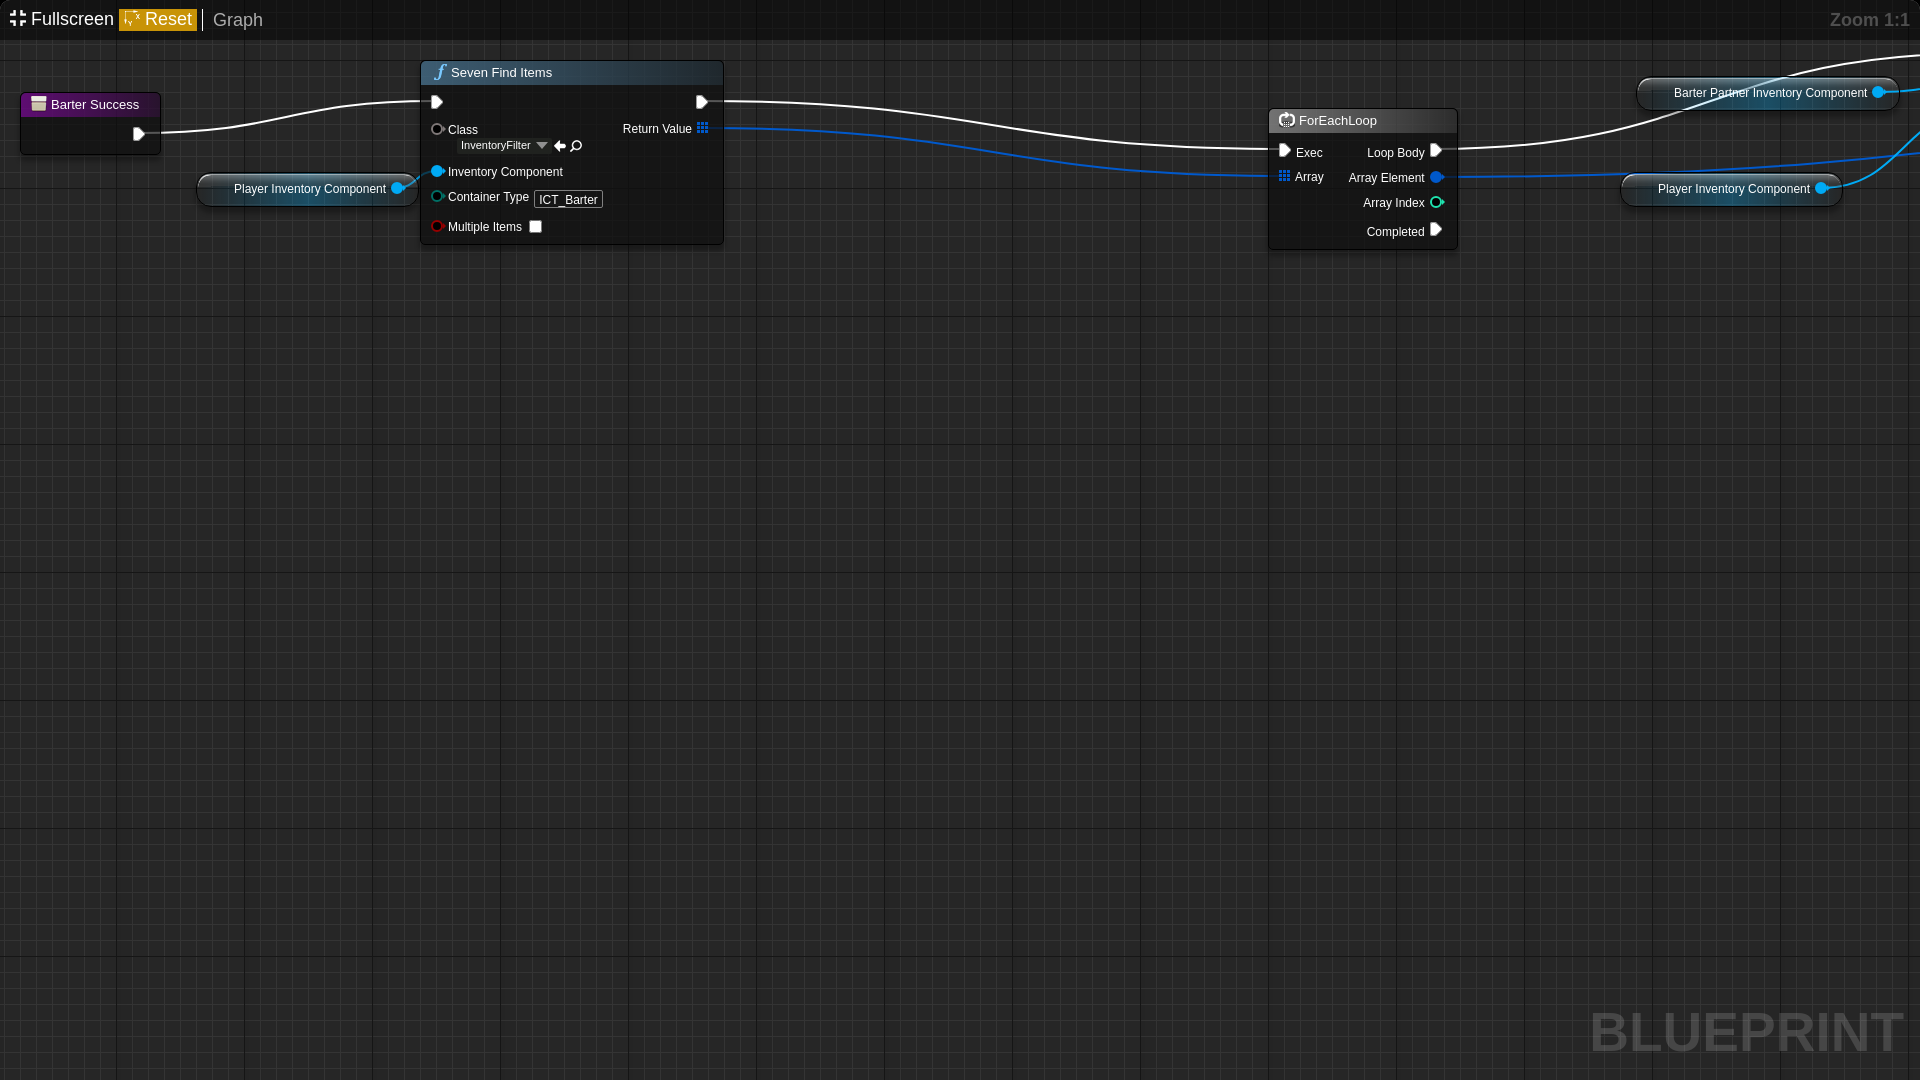 Fullscreen Reset Graph Zoom 1:1
Barter Success
Player Inventory Component
Seven Find Items
Class Return Value
InventoryFilter
Inventory Component
Container Type ICT_Barter
Multiple Items
ForEachLoop
Exec Loop Body
Array Array Element
Array Index
Completed
Barter Partner Inventory Component
Player Inventory Component
BLUEPRINT